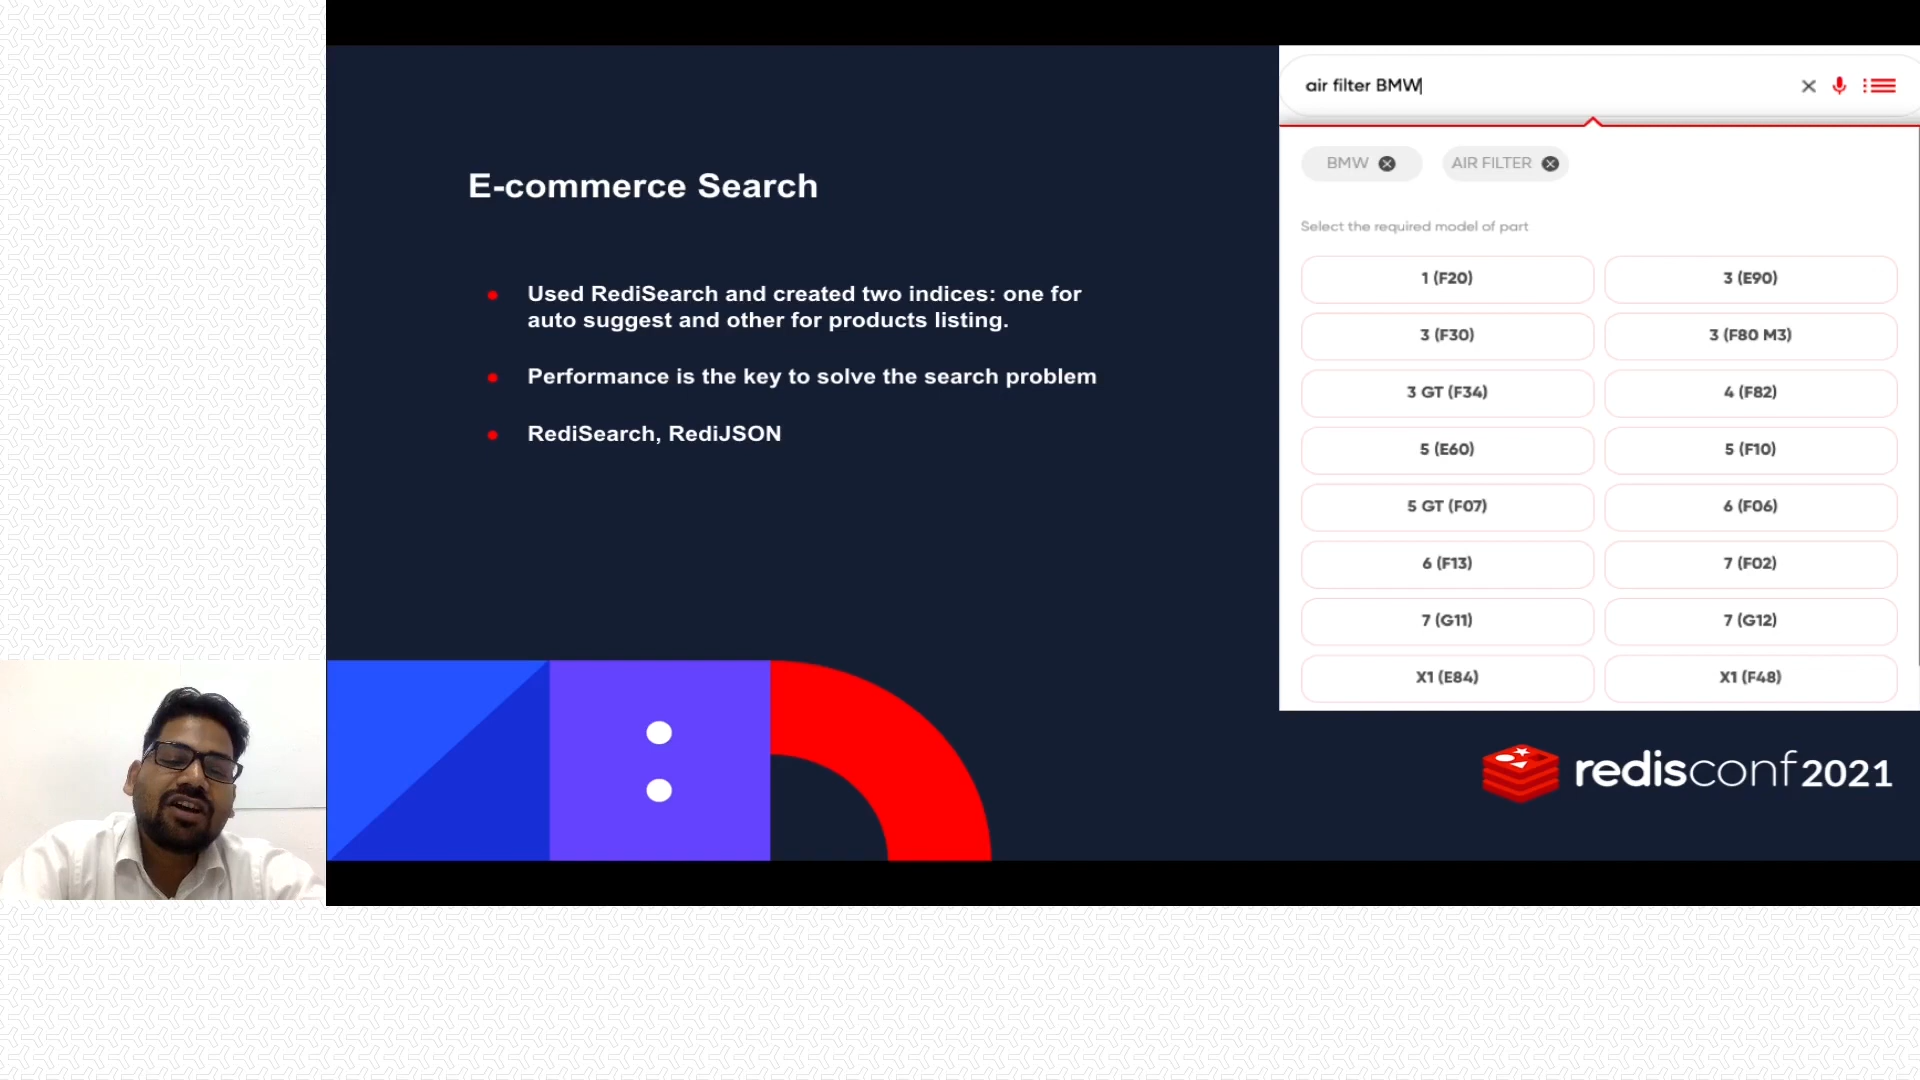 E-commerce Search
Used RediSearch and created two indices: one for
auto suggest and other for products listing.
Performance is the key to solve the search problem
RediSearch, RediJSON
air filter BMW
BMW
AIR FILTER
Select the required model of part
1 (F20)
3 (E90)
3 (F30)
3 (F80 M3)
3 GT (F34)
4 (F82)
5 (E60)
5 (F10)
5 GT (F07)
6 (F06)
6 (F13)
7 (F02)
7 (G11)
7 (G12)
X1 (E84)
X1 (F48)
redisconf 2021